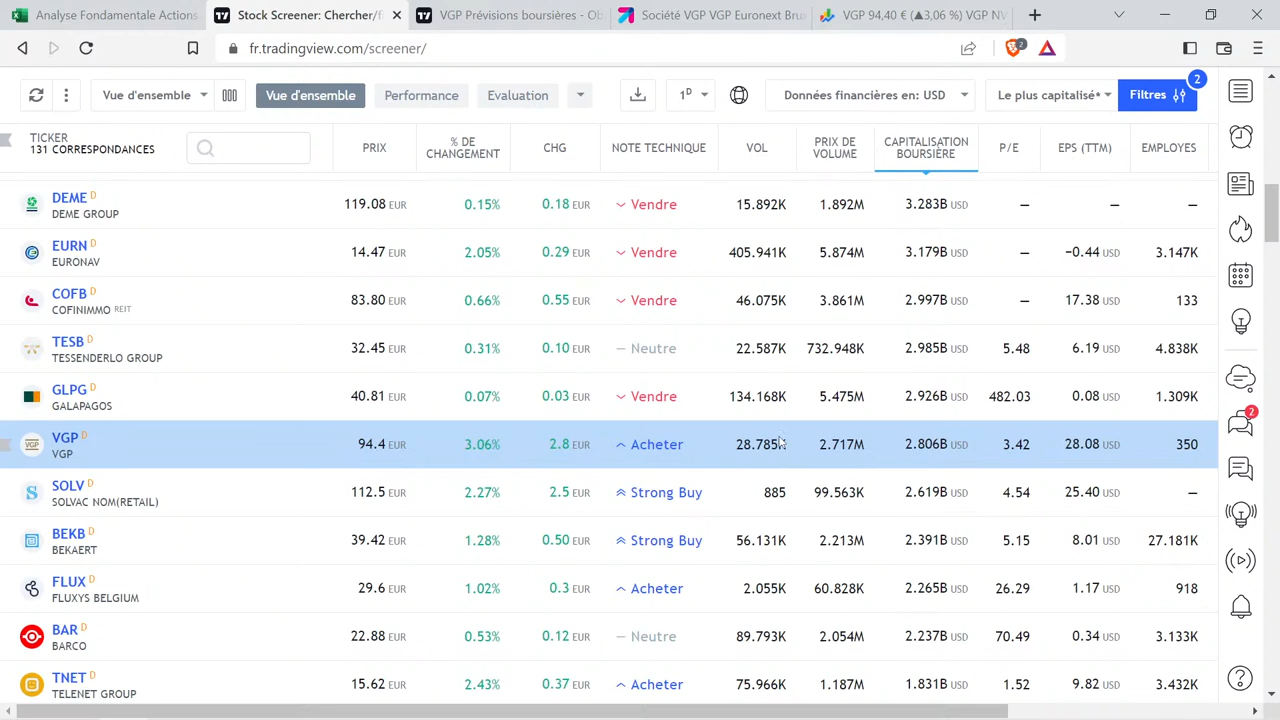 Analyse Fondamentale Actions
Stock Screener: Chercher/f
VGP Prévisions boursières - Ob
Société VGP VGP Euronext Bru
VGP 94,40 € (▲3,06 %) VGP NV
fr.tradingview.com/screener/
2
Vue d'ensemble
Vue d'ensemble
Performance
Evaluation
1D
Données financières en: USD
Le plus capitalisé
Filtres
2
TICKER
131 CORRESPONDANCES
PRIX
% DE CHANGEMENT
CHG
NOTE TECHNIQUE
VOL
PRIX DE VOLUME
CAPITALISATION BOURSIÈRE
P/E
EPS (TTM)
EMPLOYES
DEME D 119.08 EUR 0.15% 0.18 EUR Vendre 15.892K 1.892M 3.283B USD — — —
DEME GROUP
EURN D 14.47 EUR 2.05% 0.29 EUR Vendre 405.941K 5.874M 3.179B USD — −0.44 USD 3.147K
EURONAV
COFB D 83.80 EUR 0.66% 0.55 EUR Vendre 46.075K 3.861M 2.997B USD — 17.38 USD 133
COFINIMMO REIT
TESB D 32.45 EUR 0.31% 0.10 EUR — Neutre 22.587K 732.948K 2.985B USD 5.48 6.19 USD 4.838K
TESSENDERLO GROUP
GLPG D 40.81 EUR 0.07% 0.03 EUR Vendre 134.168K 5.475M 2.926B USD 482.03 0.08 USD 1.309K
GALAPAGOS
VGP D 94.4 EUR 3.06% 2.8 EUR Acheter 28.785K 2.717M 2.806B USD 3.42 28.08 USD 350
VGP
SOLV D 112.5 EUR 2.27% 2.5 EUR Strong Buy 885 99.563K 2.619B USD 4.54 25.40 USD —
SOLVAC NOM(RETAIL)
BEKB D 39.42 EUR 1.28% 0.50 EUR Strong Buy 56.131K 2.213M 2.391B USD 5.15 8.01 USD 27.181K
BEKAERT
FLUX D 29.6 EUR 1.02% 0.3 EUR Acheter 2.055K 60.828K 2.265B USD 26.29 1.17 USD 918
FLUXYS BELGIUM
BAR D 22.88 EUR 0.53% 0.12 EUR — Neutre 89.793K 2.054M 2.237B USD 70.49 0.34 USD 3.133K
BARCO
TNET D 15.62 EUR 2.43% 0.37 EUR Acheter 75.966K 1.187M 1.831B USD 1.52 9.82 USD 3.432K
TELENET GROUP
2